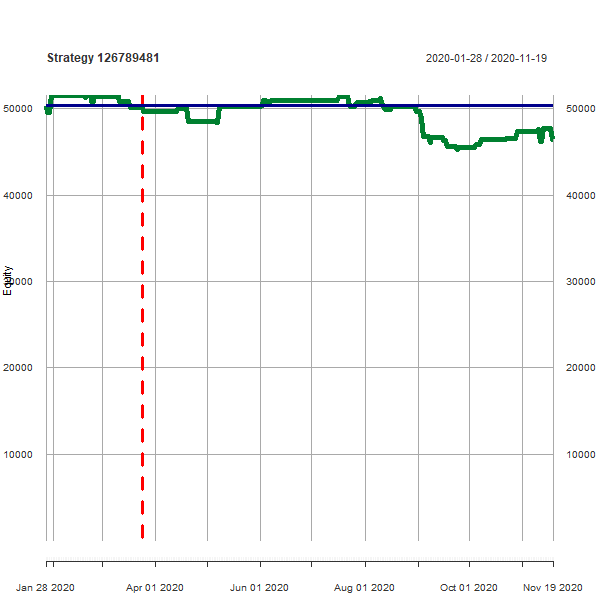 Strategy 126789481
2020-01-28 / 2020-11-19
50000
50000
40000
40000
Equity
30000
30000
20000
20000
10000
10000
Jan 28 2020
Apr 01 2020
Jun 01 2020
Aug 01 2020
Oct 01 2020
Nov 19 2020